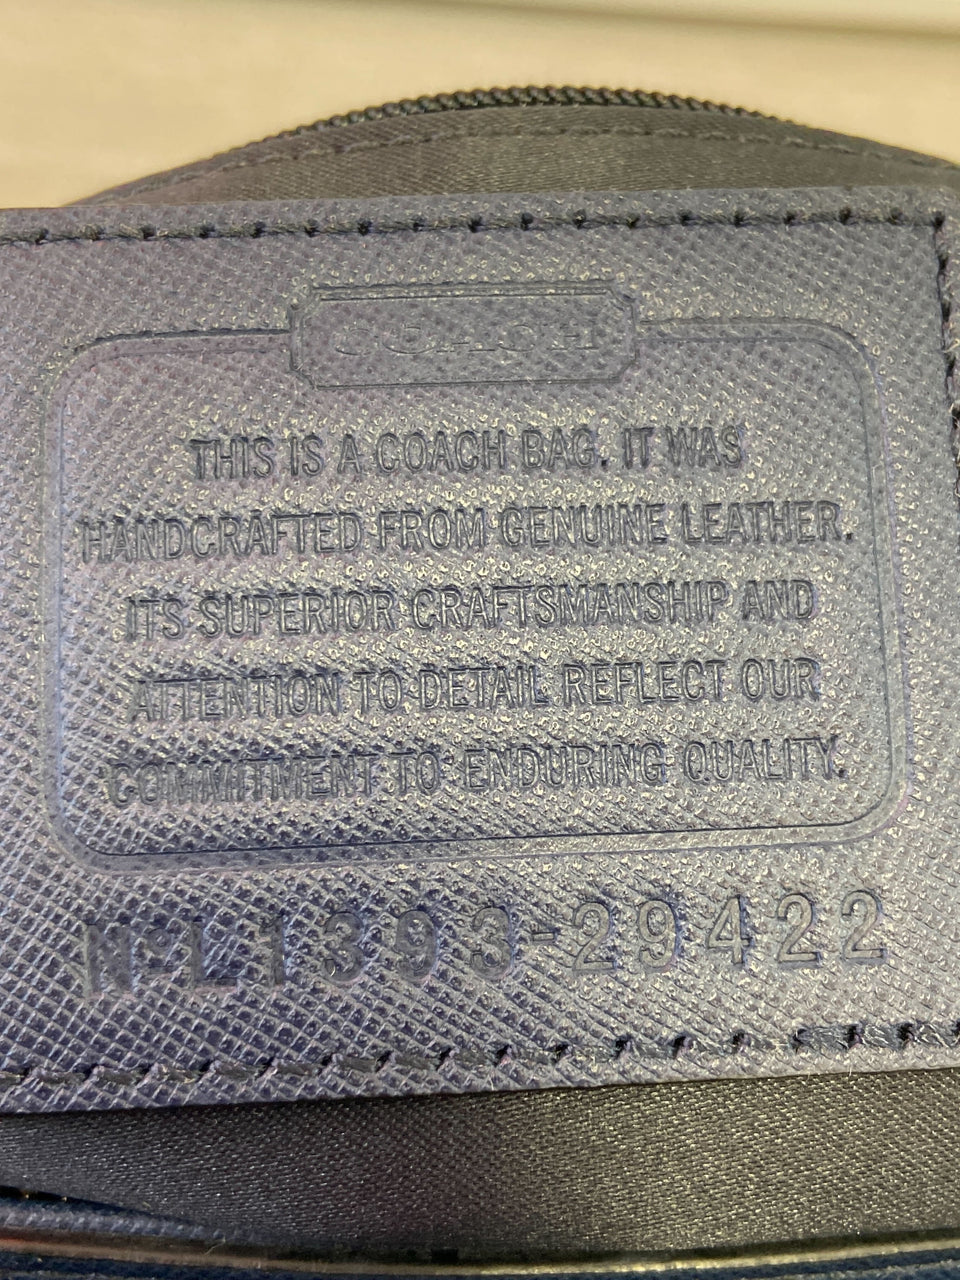 COACH
THIS IS A COACH BAG. IT WAS
HANDCRAFTED FROM GENUINE LEATHER.
ITS SUPERIOR CRAFTSMANSHIP AND
ATTENTION TO DETAIL REFLECT OUR
COMMITMENT TO ENDURING QUALITY.
Nº L1393-29422